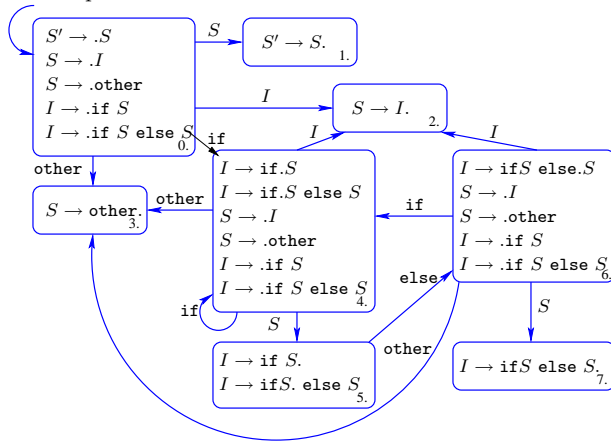 S′ → .S
S → .I
S → .other
I → .if S
I → .if S else S
0.
S
S′ → S.
1.
I
S → I.
2.
if
I
I
other
S → other.
3.
other
I → if.S
I → if.S else S
S → .I
S → .other
I → .if S
I → .if S else S
4.
if
if
else
I → ifS else.S
S → .I
S → .other
I → .if S
I → .if S else S
6.
S
S
other
I → if S.
I → ifS. else S
5.
I → ifS else S.
7.